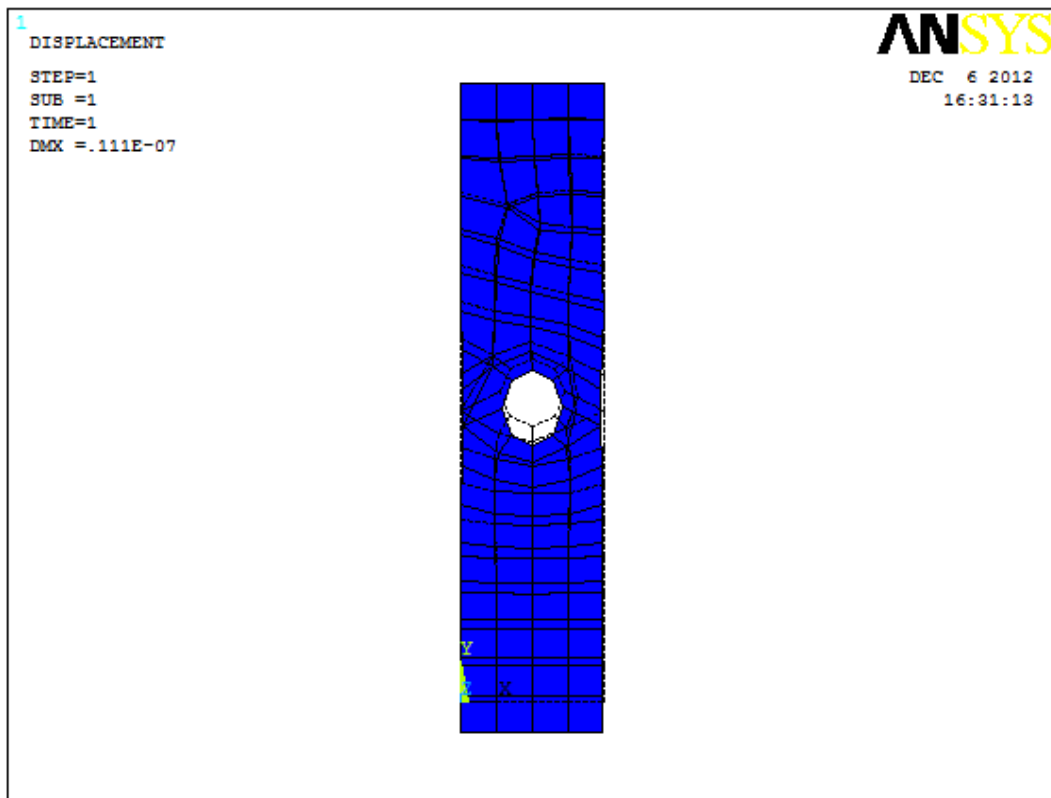 1
DISPLACEMENT
STEP=1
SUB =1
TIME=1
DMX =.111E-07
ANSYS
DEC 6 2012
16:31:13
Y
Z X